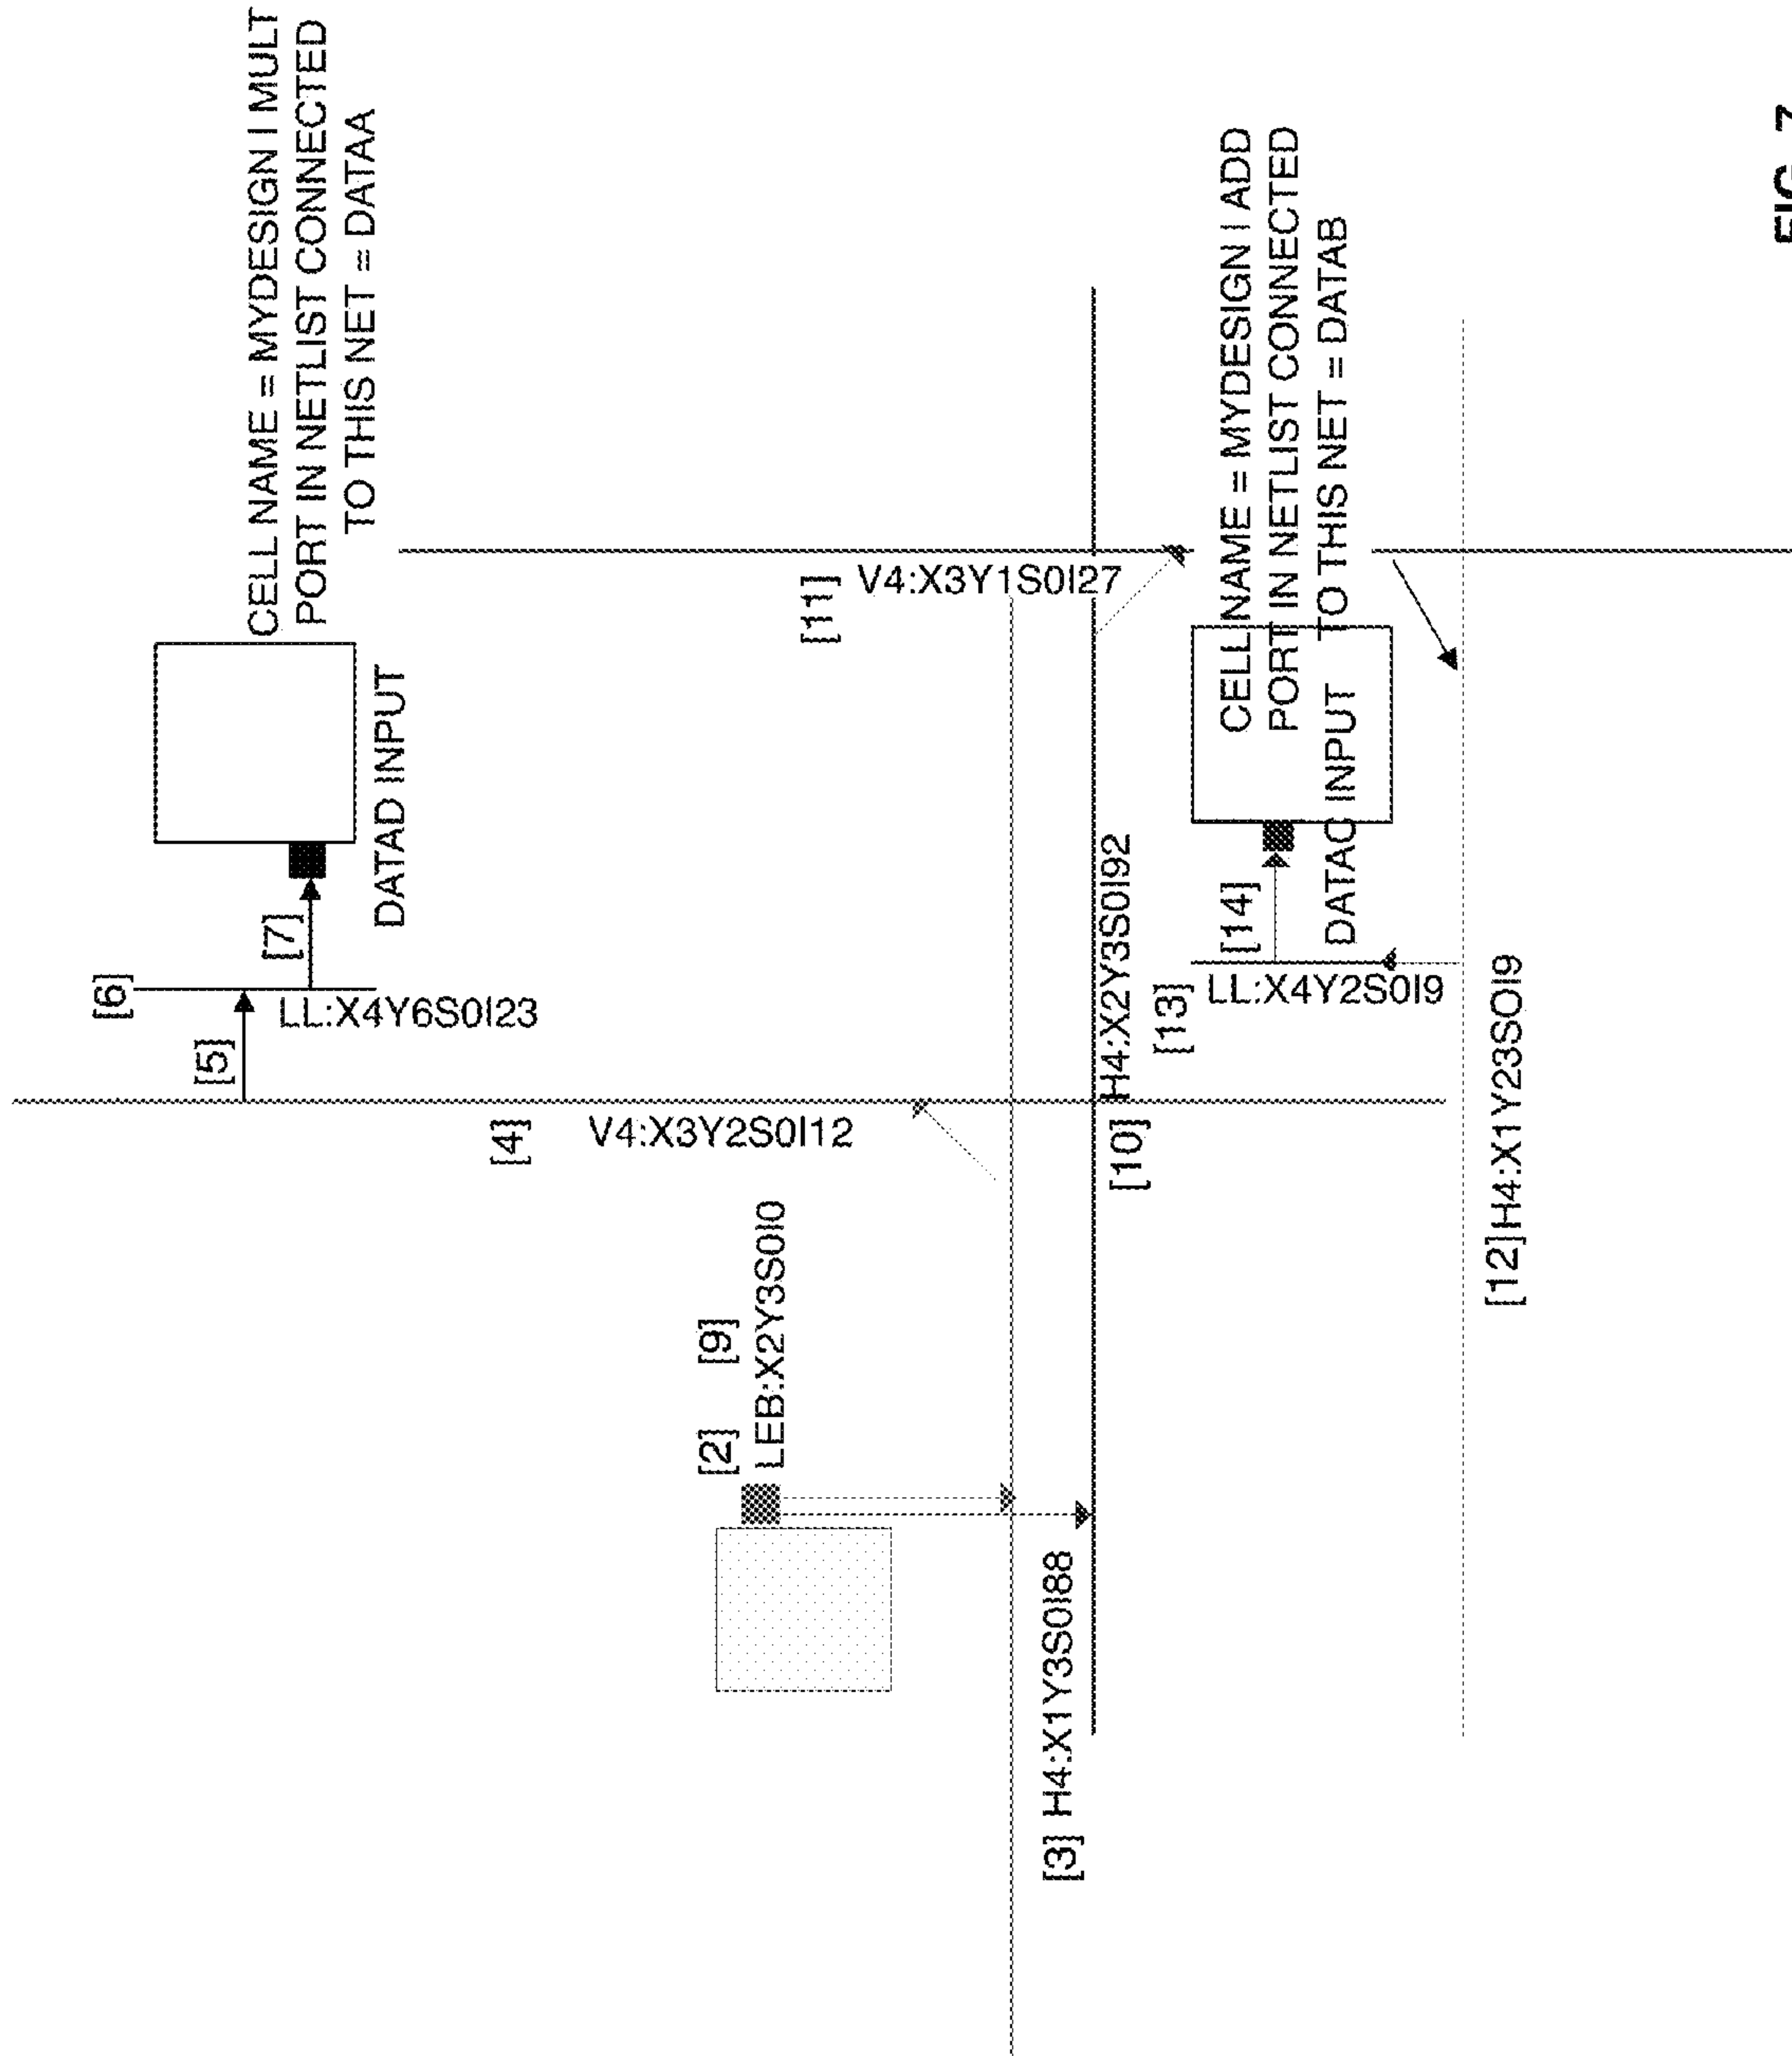 [6]
[5]
[7]
LL:X4Y6S0I23
DATAD INPUT
CELL NAME = MYDESIGN I MULT
PORT IN NETLIST CONNECTED
TO THIS NET = DATAA
[4]
V4:X3Y2S0I12
[2] [9]
LEB:X2Y3S0I0
[11]
V4:X3Y1S0I27
[3] H4:X1Y3S0I88
[10]
H4:X2Y3S0I92
[13]
[14]
LL:X4Y2S0I9
DATAC INPUT
CELL NAME = MYDESIGN I ADD
PORT IN NETLIST CONNECTED
TO THIS NET = DATAB
[12]H4:X1Y23SOI9
FIG. 7